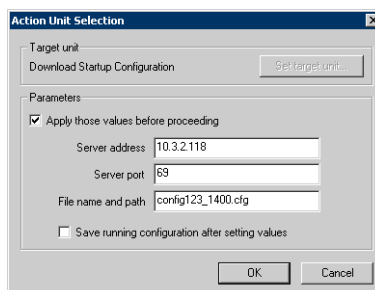 Action Unit Selection
Target unit
Download Startup Configuration
Set target unit...
Parameters
Apply those values before proceeding
Server address 10.3.2.118
Server port 69
File name and path config123_1400.cfg
Save running configuration after setting values
OK Cancel